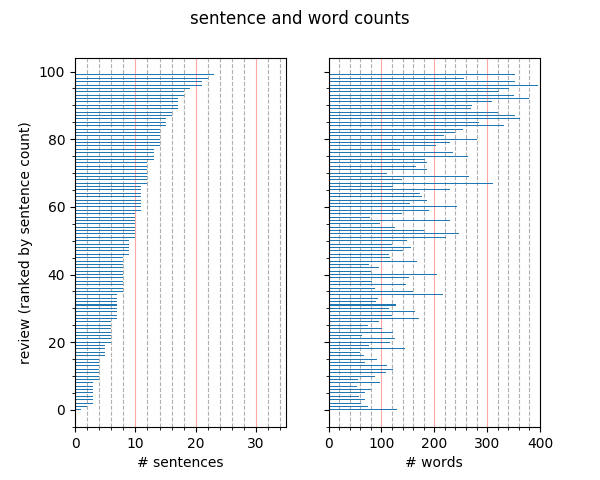 sentence and word counts
review (ranked by sentence count)
100
80
60
40
20
0
0 10 20 30
# sentences
0 100 200 300 400
# words